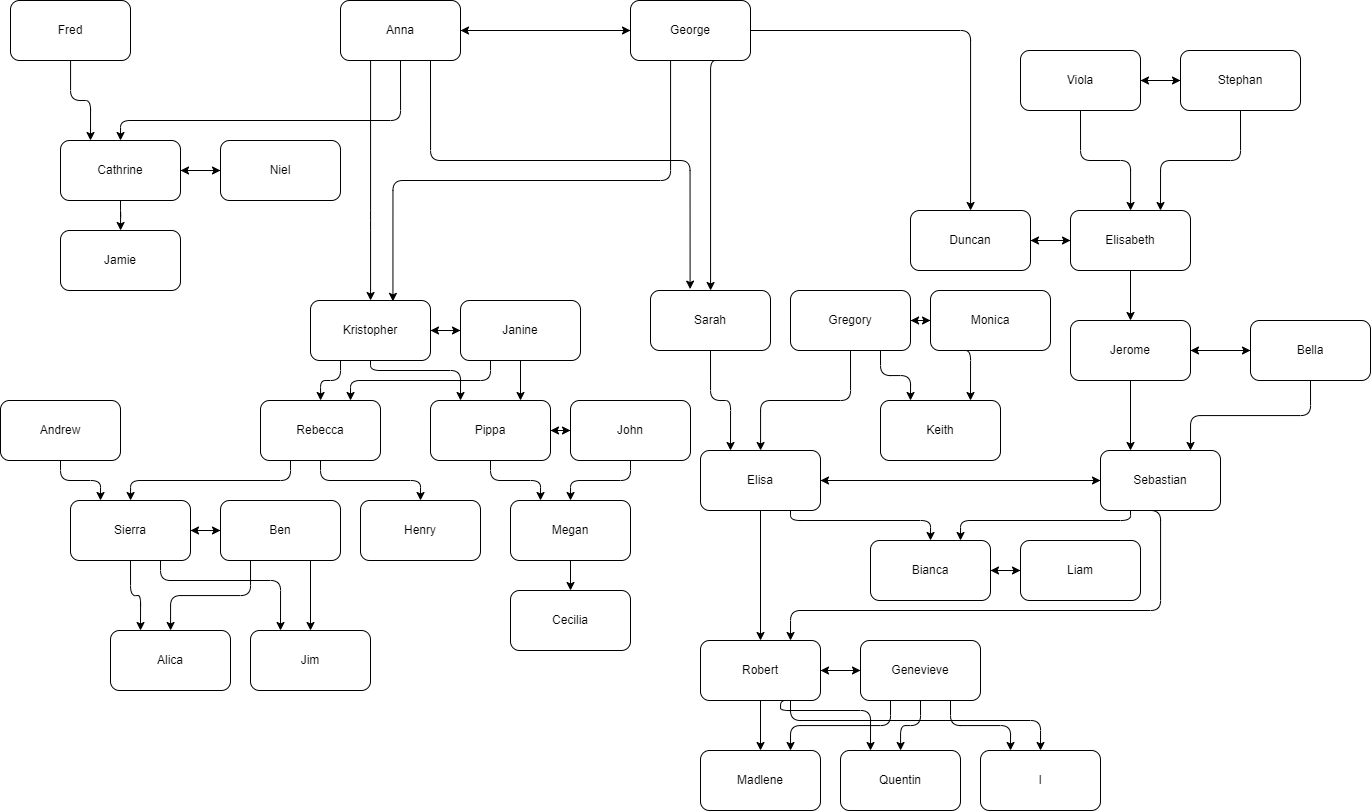 Fred
Anna
George
Viola
Stephan
Cathrine
Niel
Duncan
Elisabeth
Jamie
Kristopher
Janine
Sarah
Gregory
Monica
Jerome
Bella
Andrew
Rebecca
Pippa
John
Keith
Elisa
Sebastian
Sierra
Ben
Henry
Megan
Bianca
Liam
Cecilia
Alica
Jim
Robert
Genevieve
Madlene
Quentin
I